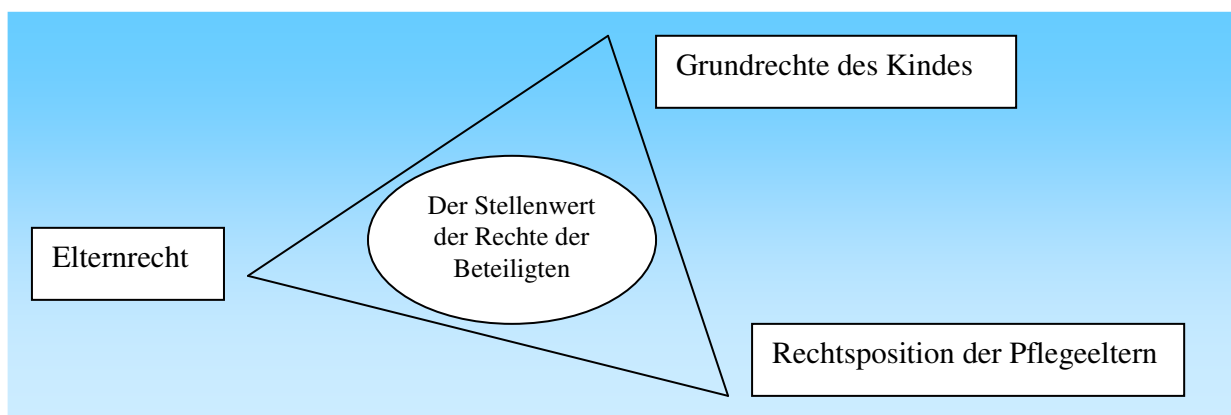 Grundrechte des Kindes
Der Stellenwert
der Rechte der
Beteiligten
Elternrecht
Rechtsposition der Pflegeeltern